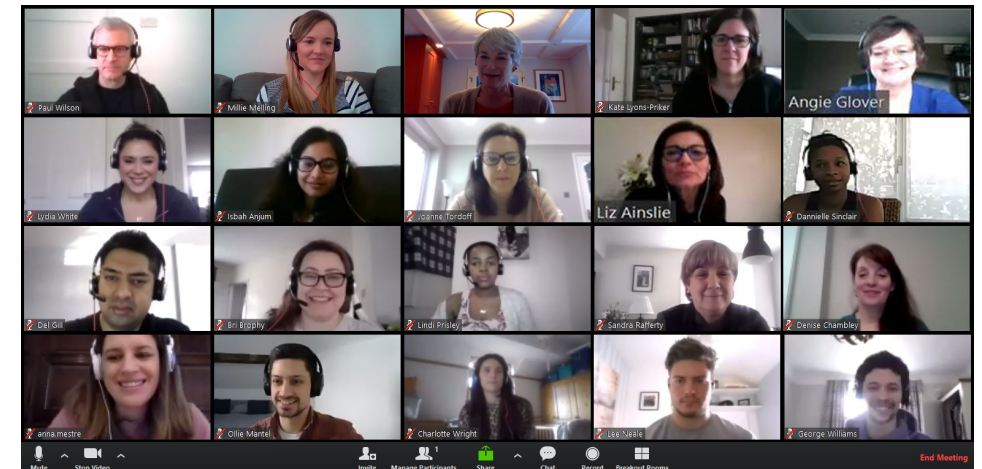 Paul Wilson
Millie Melling
Kate Lyons-Priker
Angie Glover
Lydia White
Isbah Anjum
Joanne Tordoff
Liz Ainslie
Dannielle Sinclair
Del Gill
Bri Brophy
Lindi Prisley
Sandra Rafferty
Denise Chambley
anna.mestre
Ollie Mantel
Charlotte Wright
Lee Neale
George Williams
1
End Meeting
Mute Stop Video Invite Manage Participants Share Chat Record Breakout Rooms